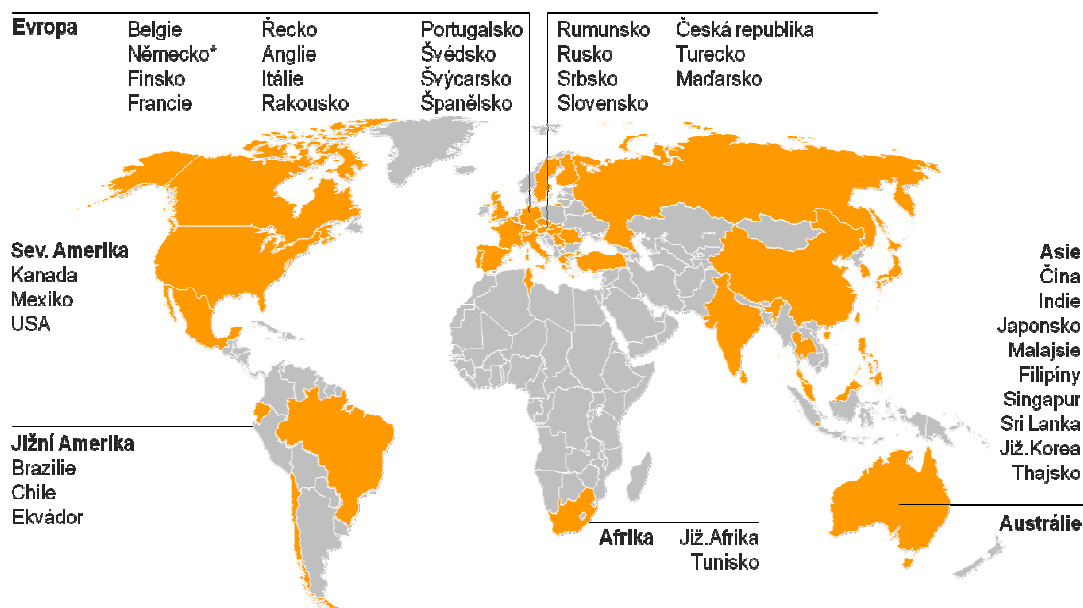 Evropa
Belgie
Německo*
Finsko
Francie
Řecko
Anglie
Itálie
Rakousko
Portugalsko
Švédsko
Švýcarsko
Španělsko
Rumunsko
Rusko
Srbsko
Slovensko
Česká republika
Turecko
Maďarsko
Sev. Amerika
Kanada
Mexiko
USA
Asie
Čína
Indie
Japonsko
Malajsie
Filipíny
Singapur
Sri Lanka
Již.Korea
Thajsko
Jižní Amerika
Brazilie
Chile
Ekvádor
Afrika
Již.Afrika
Tunisko
Austrálie